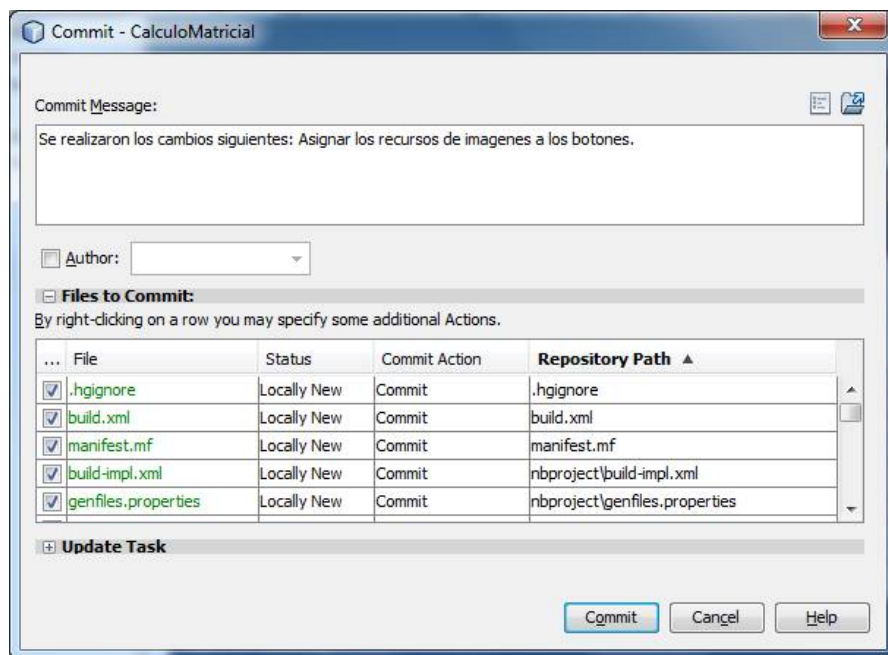 Commit - CalculoMatricial
Commit Message:
Se realizaron los cambios siguientes: Asignar los recursos de imagenes a los botones.
Author:
Files to Commit:
By right-clicking on a row you may specify some additional Actions.
... File Status Commit Action Repository Path
.hgignore Locally New Commit .hgignore
build.xml Locally New Commit build.xml
manifest.mf Locally New Commit manifest.mf
build-impl.xml Locally New Commit nbproject\build-impl.xml
genfiles.properties Locally New Commit nbproject\genfiles.properties
Update Task
Commit Cancel Help